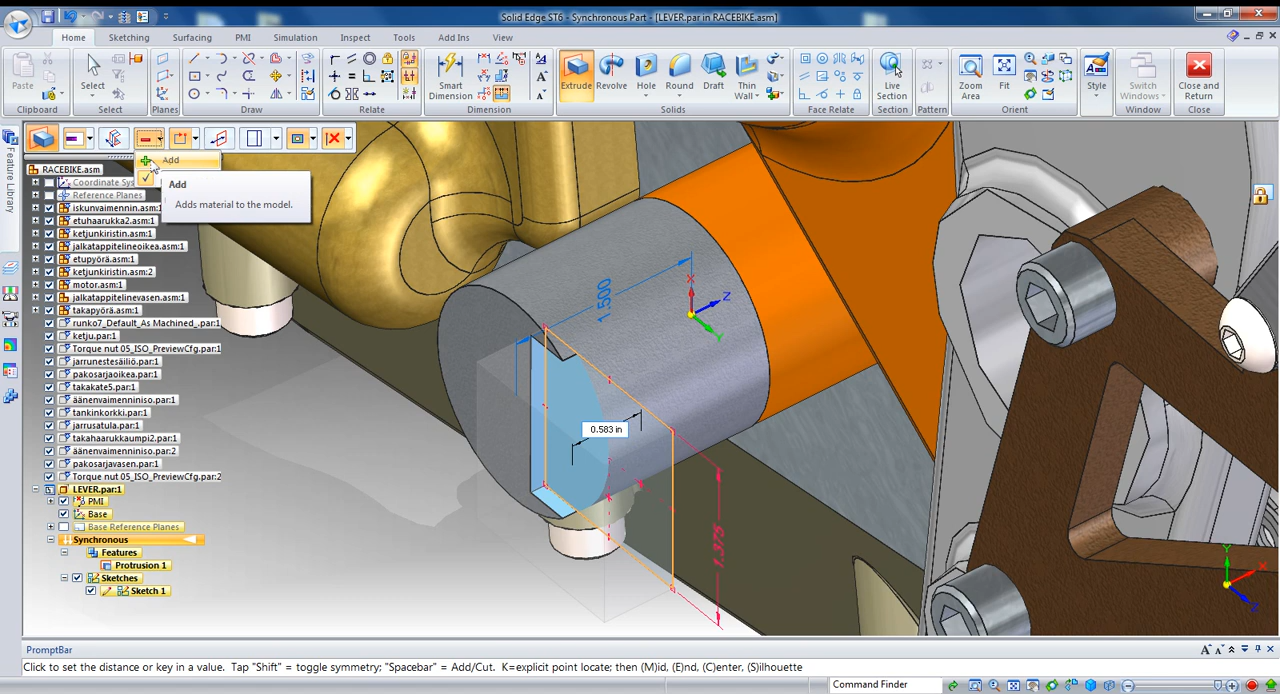 Solid Edge ST6 - Synchronous Part - [LEVER.par in RACEBIKE.asm]
Home Sketching Surfacing PMI Simulation Inspect Tools Add Ins View
Paste
Select
Smart
Dimension
Extrude
Revolve
Hole
Round
Draft
Thin
Wall
Live
Section
Zoom
Area
Fit
Style
Switch
Windows
Close and
Return
Clipboard Select Planes Draw Relate Dimension Solids Face Relate Section Pattern Orient Style Window Close
Feature Library
Add
Add
Adds material to the model.
RACEBIKE.asm
Coordinate Sys
Reference Planes
iskunvaimennin.asm:1
etuhaarukka2.asm:1
ketjunkiristin.asm:1
jalkatappitelineoikea.asm:1
etupyörä.asm:1
ketjunkiristin.asm:2
motor.asm:1
jalkatappitelinevasen.asm:1
takapyörä.asm:1
runko7_Default_As Machined_.par:1
ketju.par:1
Torque nut 05_ISO_PreviewCfg.par:1
jarrunestesäiliö.par:1
pakosarjaoikea.par:1
takakate5.par:1
äänenvaimenniniso.par:1
tankinkorkki.par:1
jarrusatula.par:1
takahaarukkaumpi2.par:1
äänenvaimenniniso.par:2
pakosarjavasen.par:1
Torque nut 05_ISO_PreviewCfg.par:2
LEVER.par:1
PMI
Base
Base Reference Planes
Synchronous
Features
Protrusion 1
Sketches
Sketch 1
1.500
X
Z
Y
0.583 in
1.375
Y
X
Z
PromptBar
Click to set the distance or key in a value. Tap "Shift" = toggle symmetry; "Spacebar" = Add/Cut. K=explicit point locate; then (M)id, (E)nd, (C)enter, (S)ilhouette
Command Finder